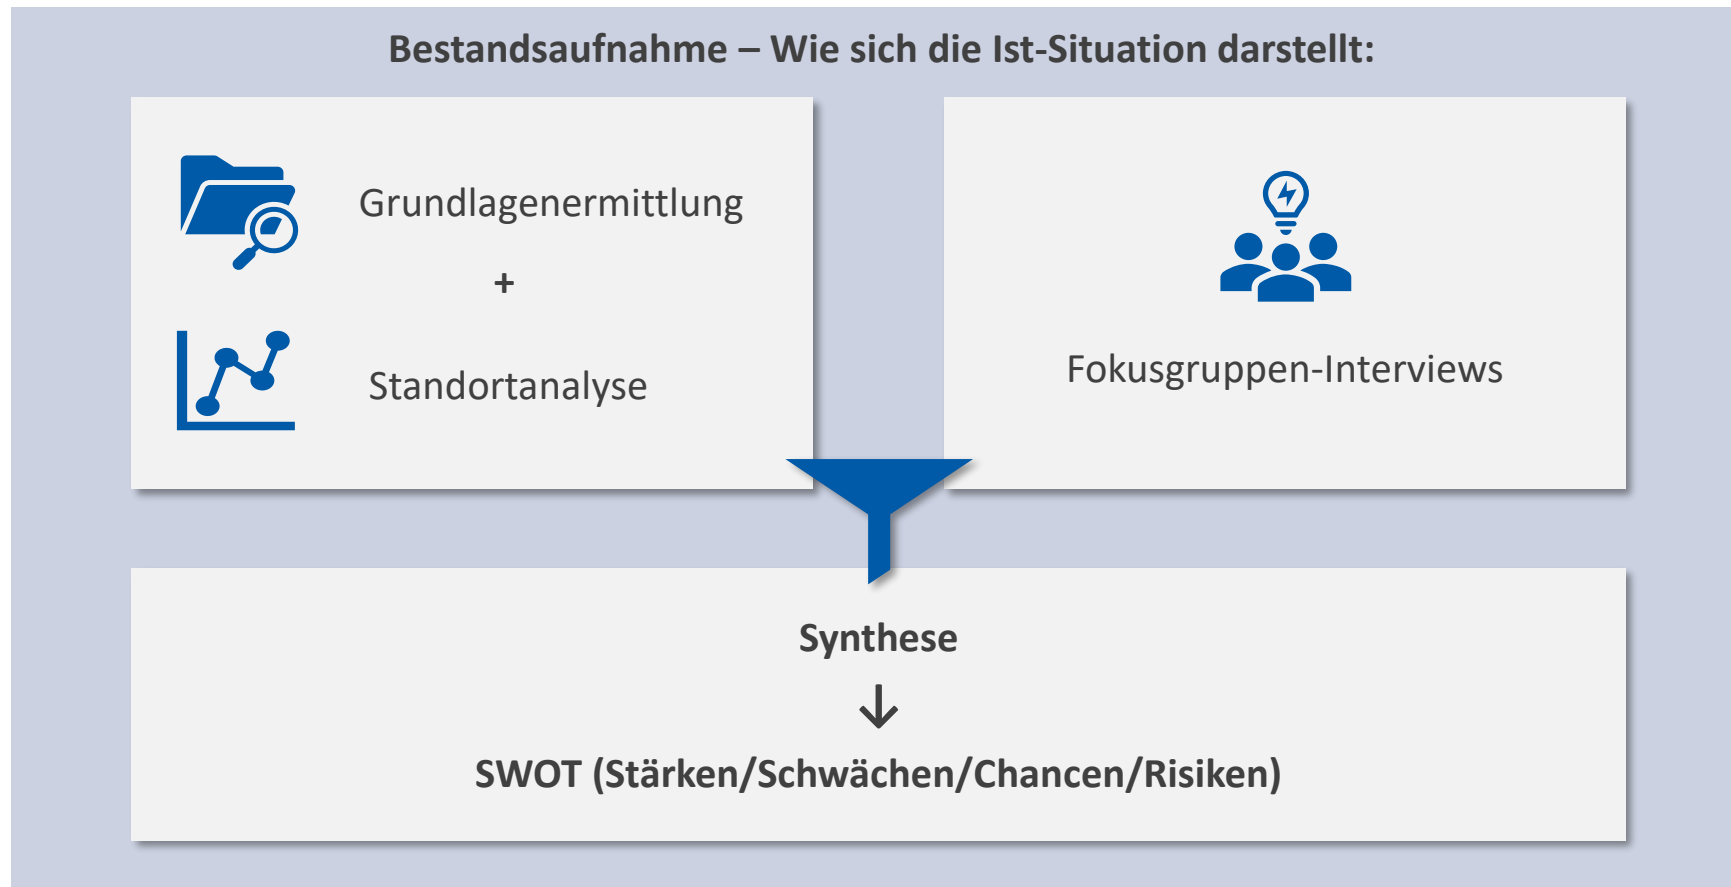 Bestandsaufnahme – Wie sich die Ist-Situation darstellt:
Grundlagenermittlung
+
Standortanalyse
Fokusgruppen-Interviews
Synthese
↓
SWOT (Stärken/Schwächen/Chancen/Risiken)